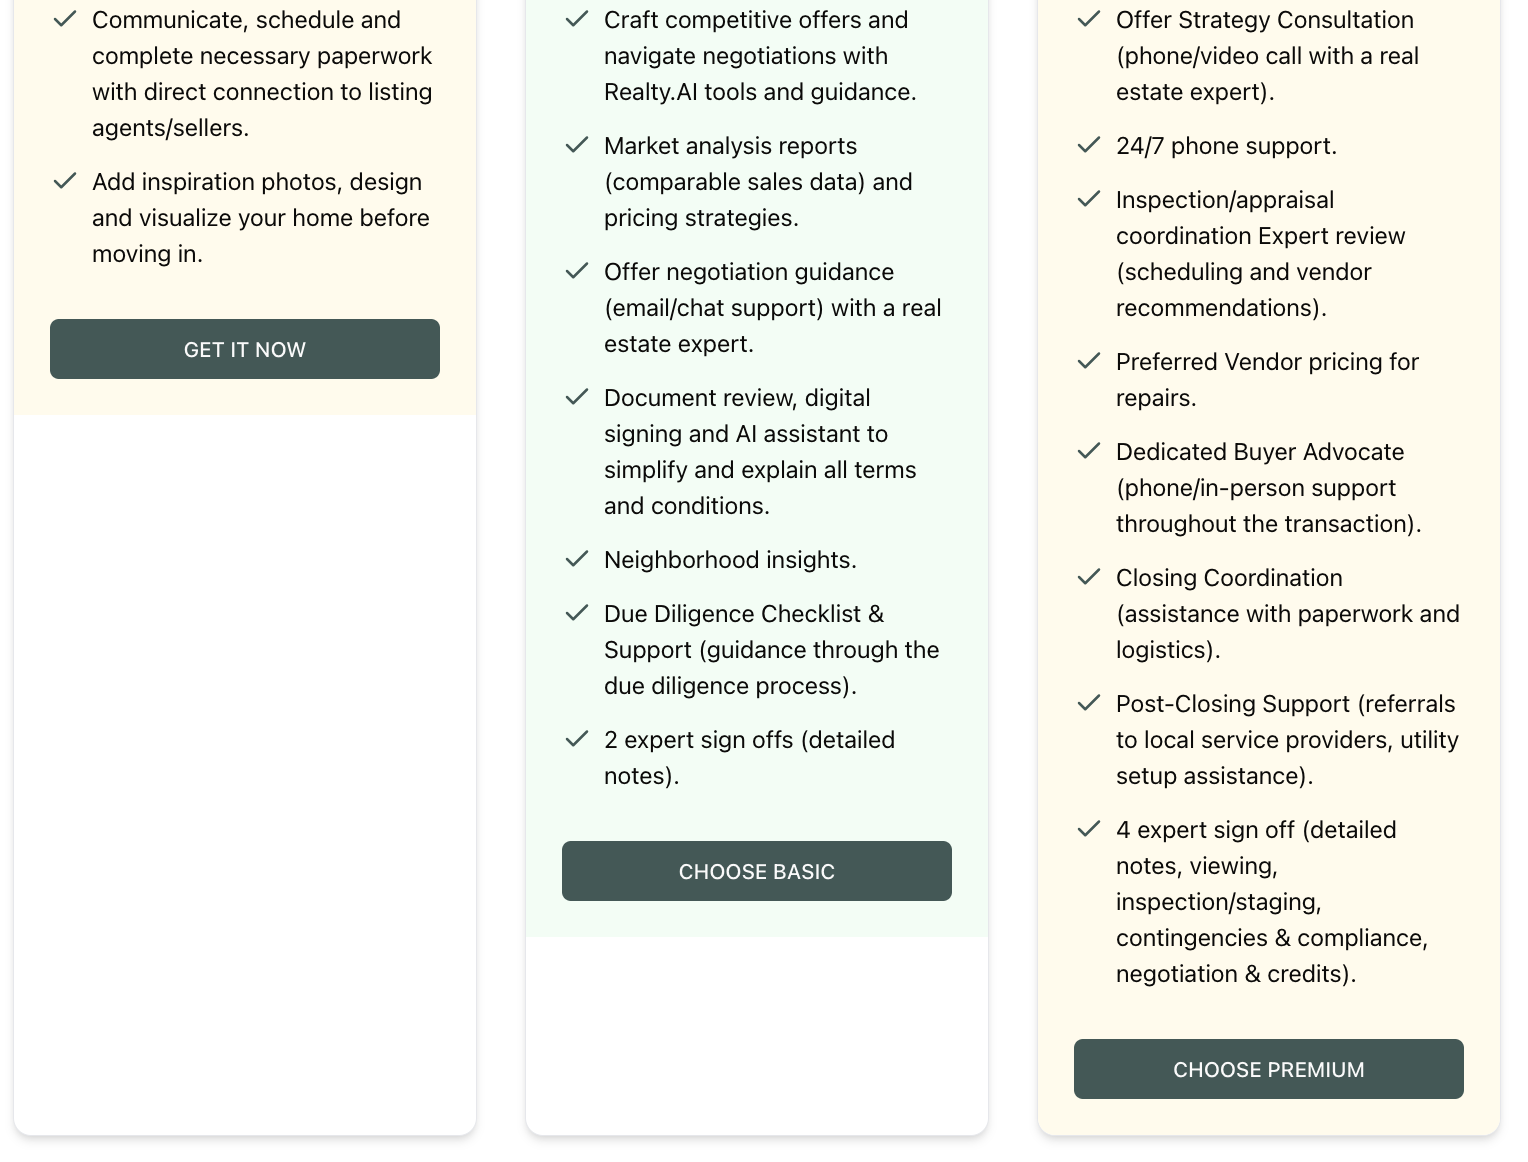 Communicate, schedule and
complete necessary paperwork
with direct connection to listing
agents/sellers.
Add inspiration photos, design
and visualize your home before
moving in.
GET IT NOW
Craft competitive offers and
navigate negotiations with
Realty.AI tools and guidance.
Market analysis reports
(comparable sales data) and
pricing strategies.
Offer negotiation guidance
(email/chat support) with a real
estate expert.
Document review, digital
signing and AI assistant to
simplify and explain all terms
and conditions.
Neighborhood insights.
Due Diligence Checklist &
Support (guidance through the
due diligence process).
2 expert sign offs (detailed
notes).
CHOOSE BASIC
Offer Strategy Consultation
(phone/video call with a real
estate expert).
24/7 phone support.
Inspection/appraisal
coordination Expert review
(scheduling and vendor
recommendations).
Preferred Vendor pricing for
repairs.
Dedicated Buyer Advocate
(phone/in-person support
throughout the transaction).
Closing Coordination
(assistance with paperwork and
logistics).
Post-Closing Support (referrals
to local service providers, utility
setup assistance).
4 expert sign off (detailed
notes, viewing,
inspection/staging,
contingencies & compliance,
negotiation & credits).
CHOOSE PREMIUM